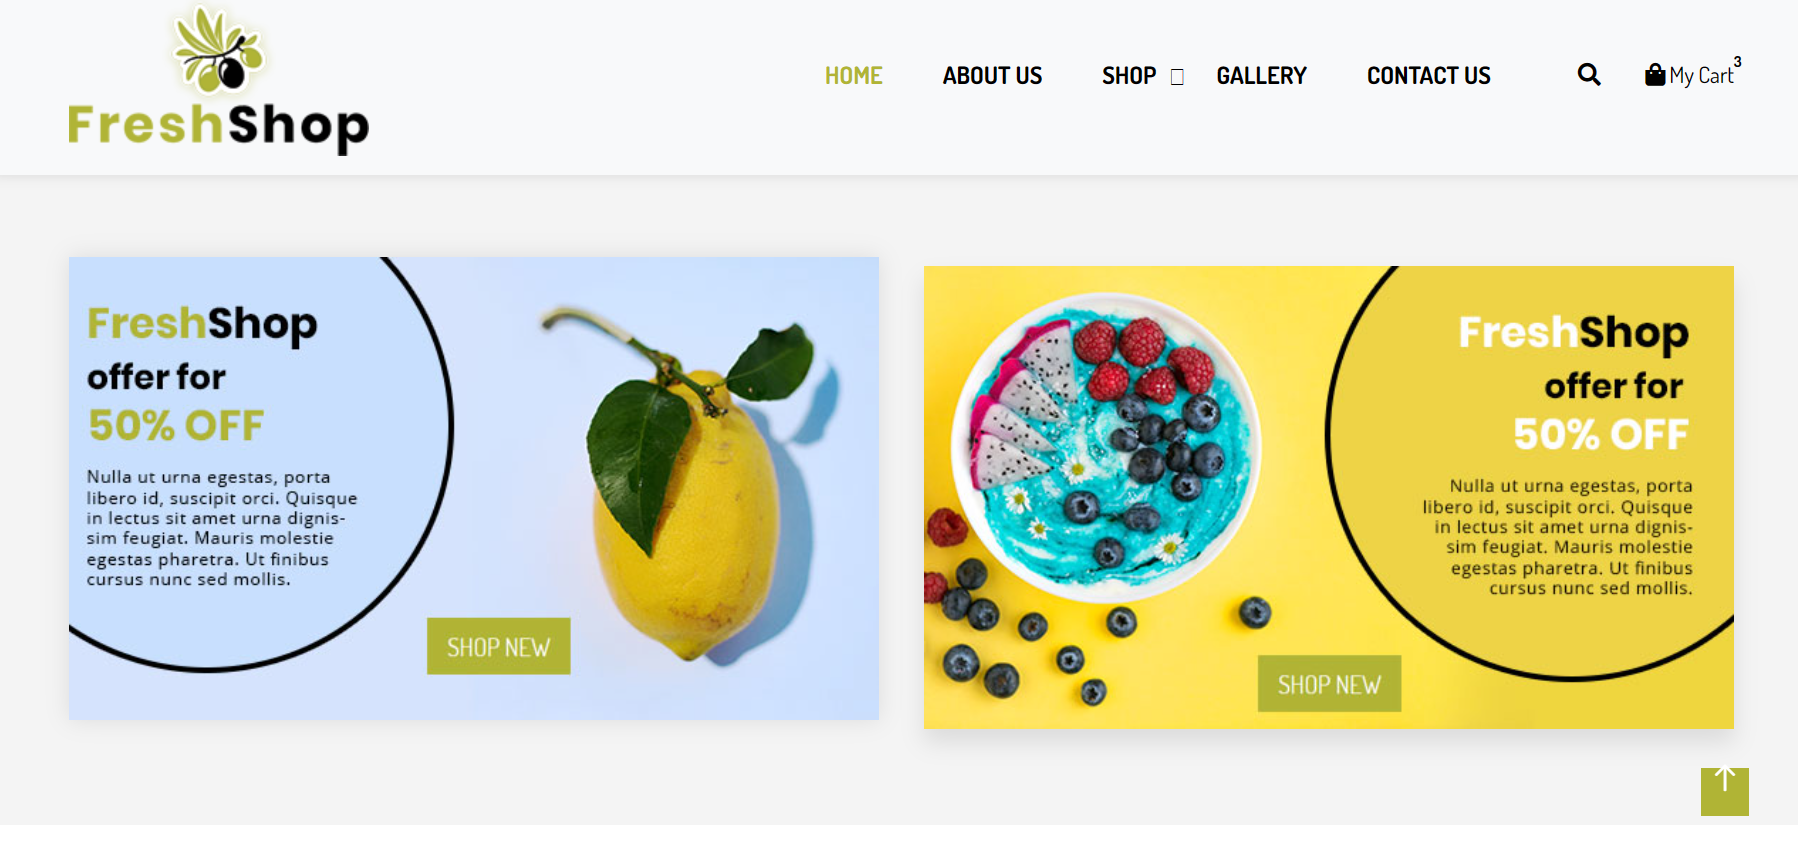 FreshShop
HOME ABOUT US SHOP GALLERY CONTACT US My Cart 3
FreshShop
offer for
50% OFF
Nulla ut urna egestas, porta
libero id, suscipit orci. Quisque
in lectus sit amet urna dignis-
sim feugiat. Mauris molestie
egestas pharetra. Ut finibus
cursus nunc sed mollis.
SHOP NEW
FreshShop
offer for
50% OFF
Nulla ut urna egestas, porta
libero id, suscipit orci. Quisque
in lectus sit amet urna dignis-
sim feugiat. Mauris molestie
egestas pharetra. Ut finibus
cursus nunc sed mollis.
SHOP NEW